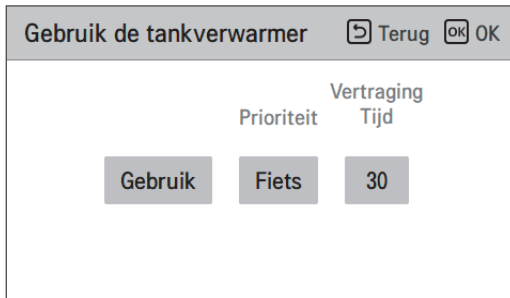 Gebruik de tankverwarmer Terug OK OK
Vertraging
Prioriteit Tijd
Gebruik Fiets 30